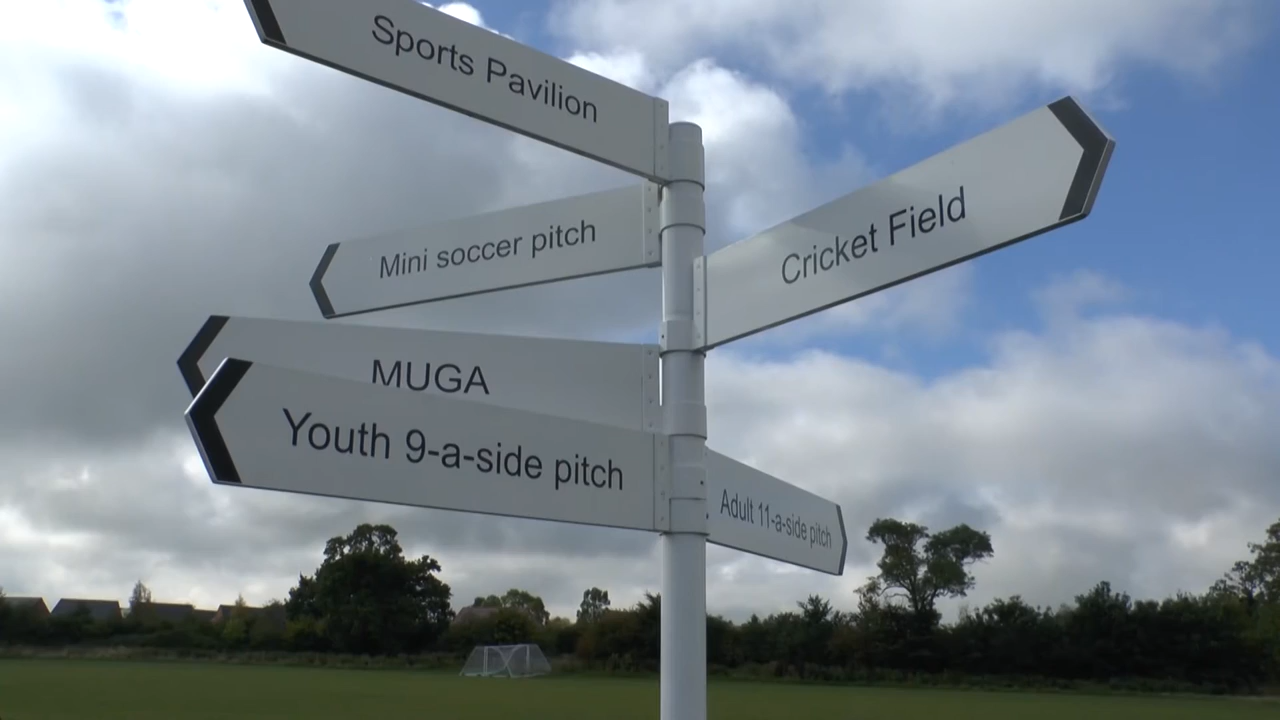 Sports Pavilion
Mini soccer pitch
Cricket Field
MUGA
Youth 9-a-side pitch
Adult 11-a-side pitch